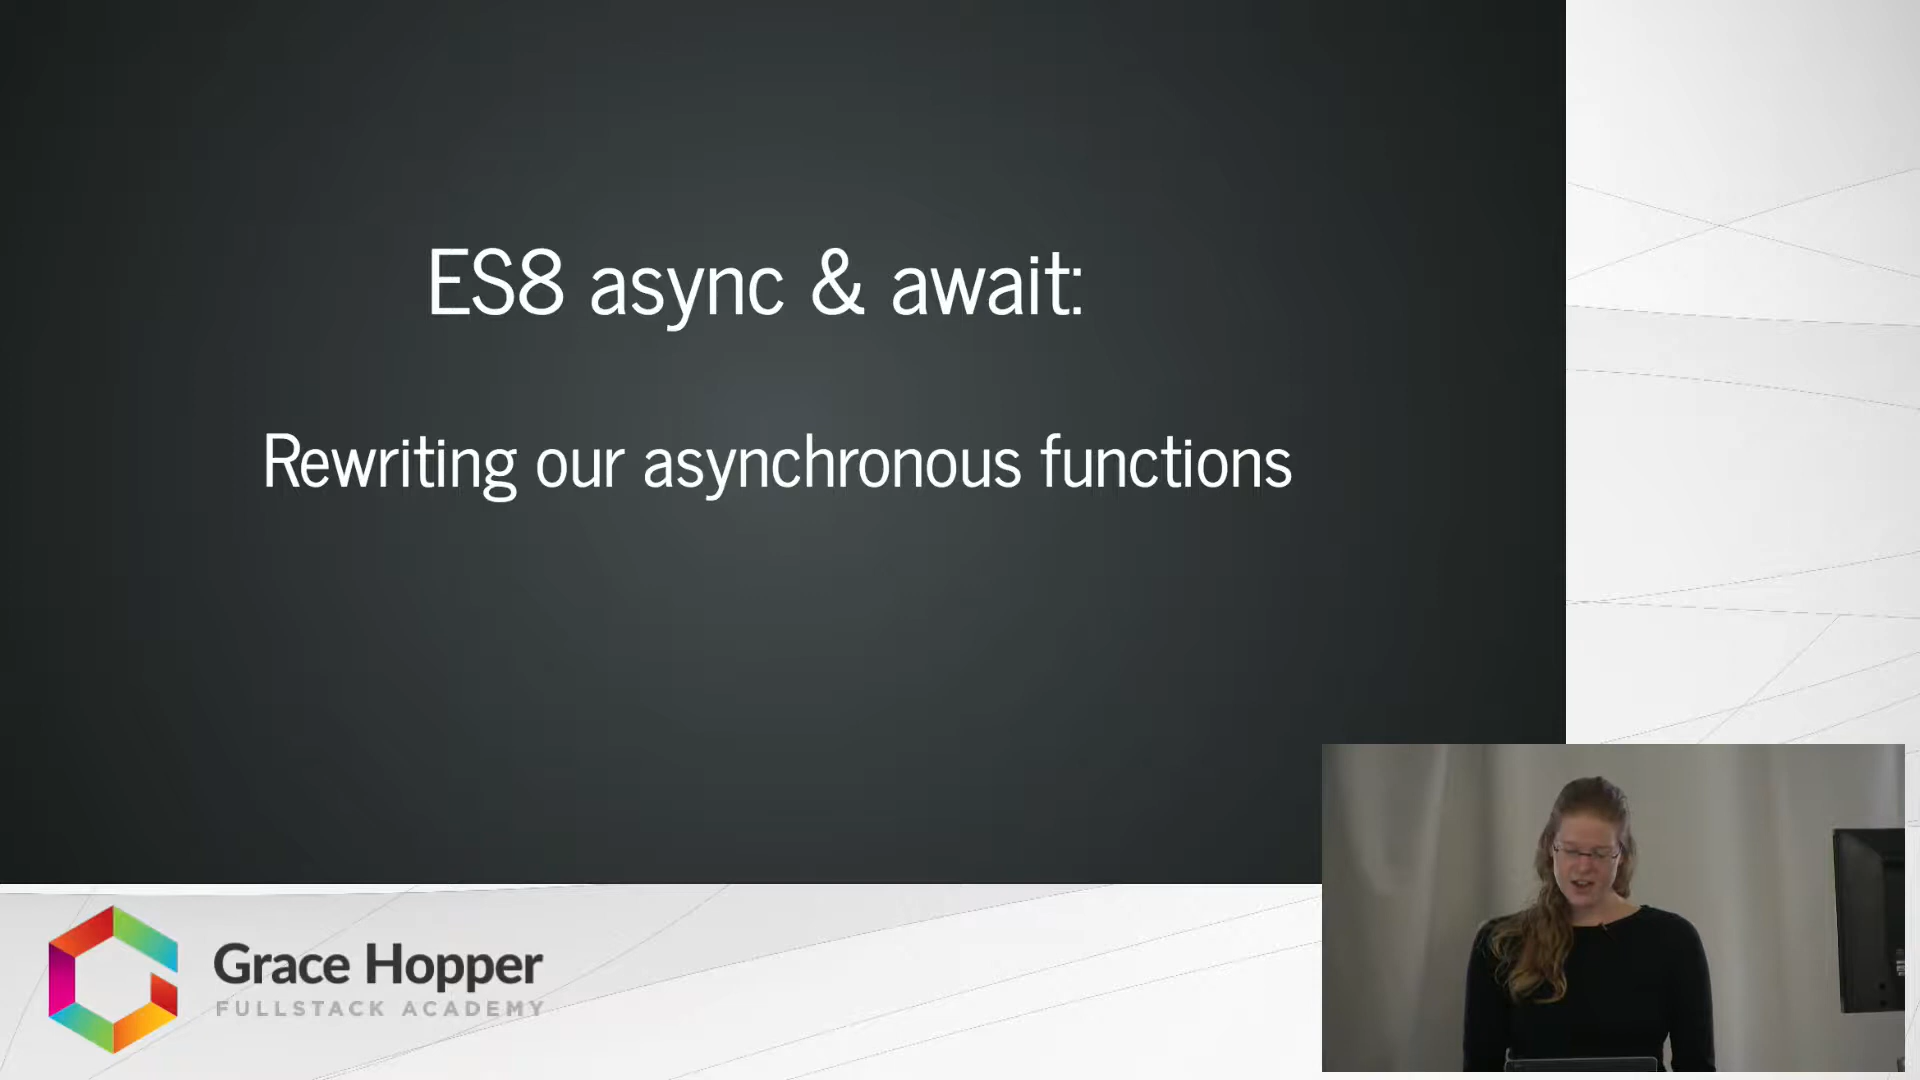 ES8 async & await:
Rewriting our asynchronous functions
Grace Hopper
FULLSTACK ACADEMY